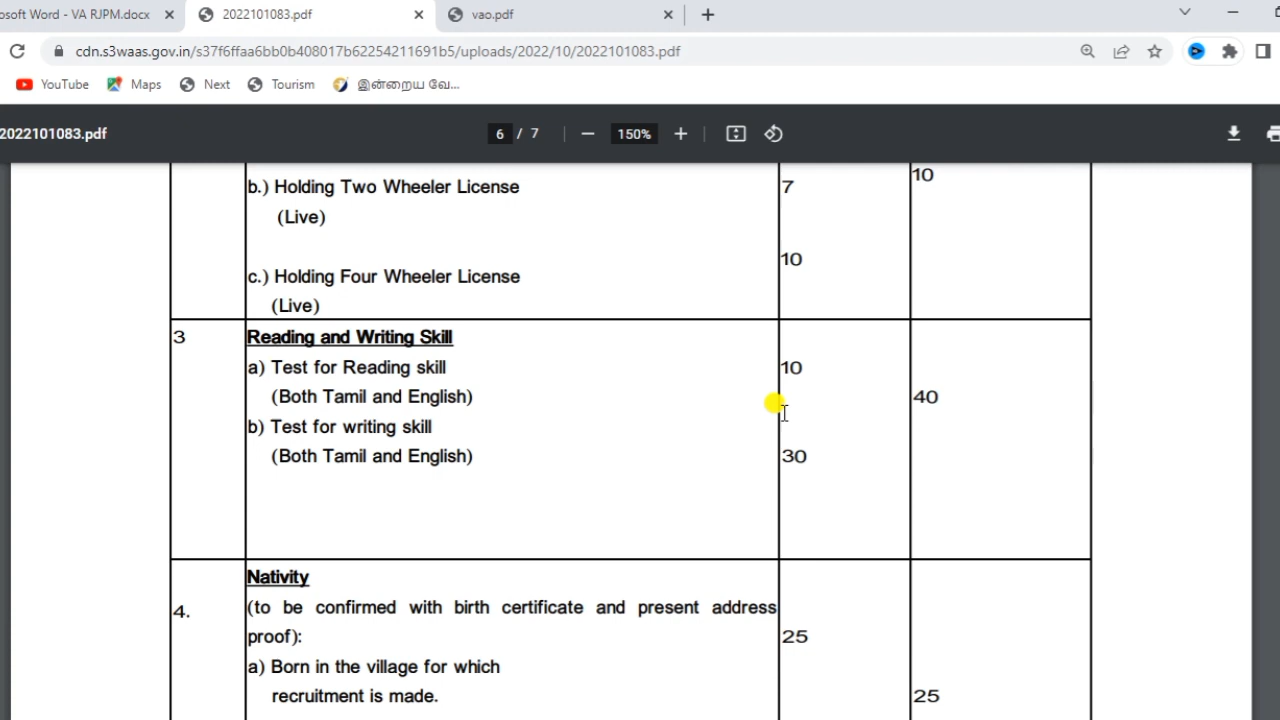 osoft Word - VA RJPM.docx
2022101083.pdf
vao.pdf
cdn.s3waas.gov.in/s37f6ffaa6bb0b408017b62254211691b5/uploads/2022/10/2022101083.pdf
YouTube Maps Next Tourism இன்றைய வே...
2022101083.pdf 6 / 7 150%
b.) Holding Two Wheeler License 7 10
(Live)
10
c.) Holding Four Wheeler License
(Live)
3 Reading and Writing Skill
a) Test for Reading skill 10
(Both Tamil and English) 40
b) Test for writing skill
(Both Tamil and English) 30
Nativity
4. (to be confirmed with birth certificate and present address
proof): 25
a) Born in the village for which
recruitment is made. 25